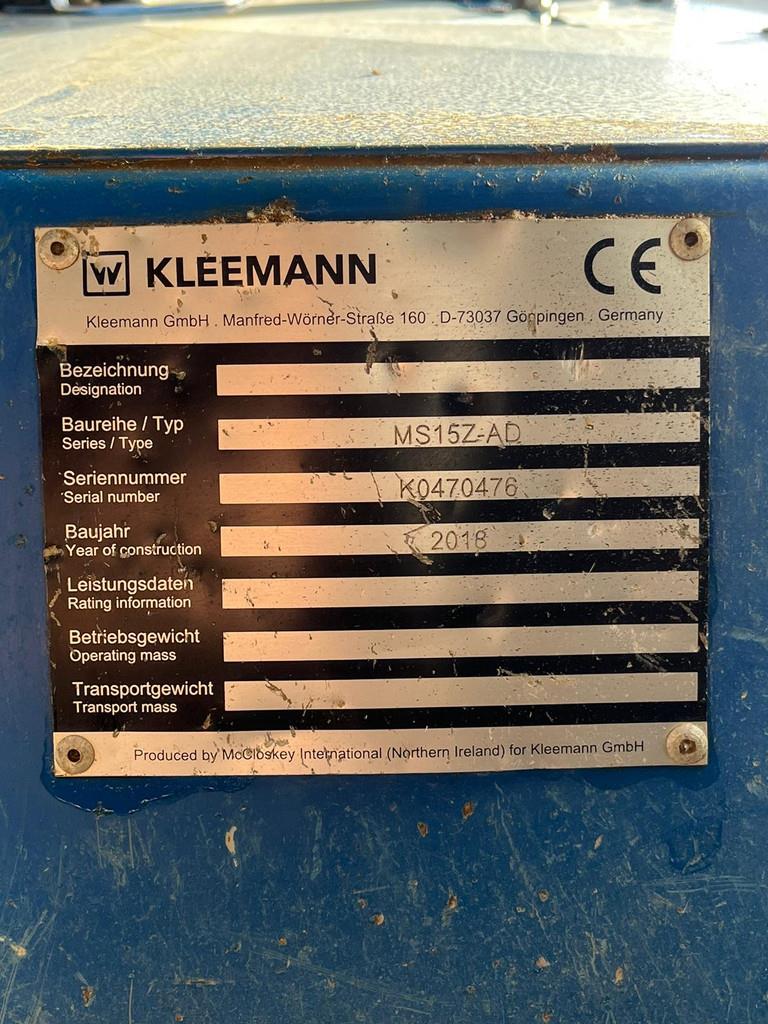 W KLEEMANN CE
Kleemann GmbH . Manfred-Wörner-Straße 160 . D-73037 Göppingen . Germany
Bezeichnung
Designation
Baureihe / Typ
Series / Type
MS15Z-AD
Seriennummer
Serial number
K0470476
Baujahr
Year of construction
2018
Leistungsdaten
Rating information
Betriebsgewicht
Operating mass
Transportgewicht
Transport mass
Produced by McCloskey International (Northern Ireland) for Kleemann GmbH